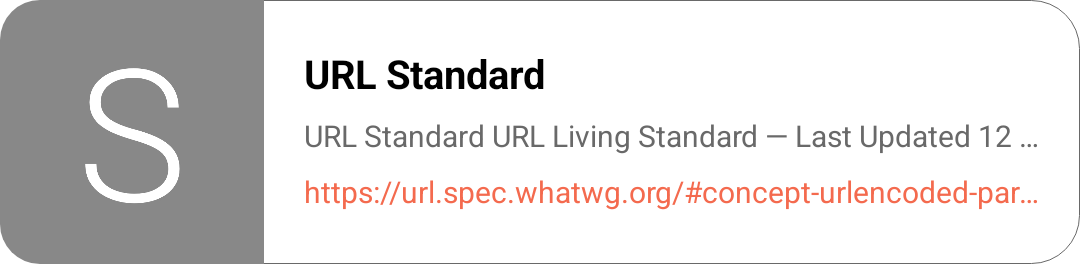 S
URL Standard
URL Standard URL Living Standard — Last Updated 12 ...
https://url.spec.whatwg.org/#concept-urlencoded-par...